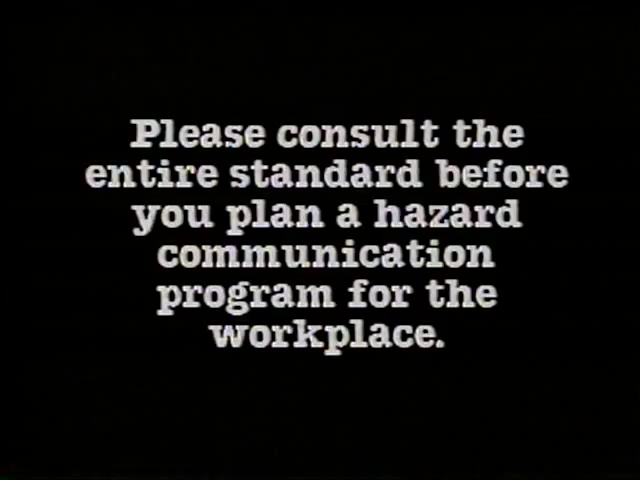 Please consult the
entire standard before
you plan a hazard
communication
program for the
workplace.